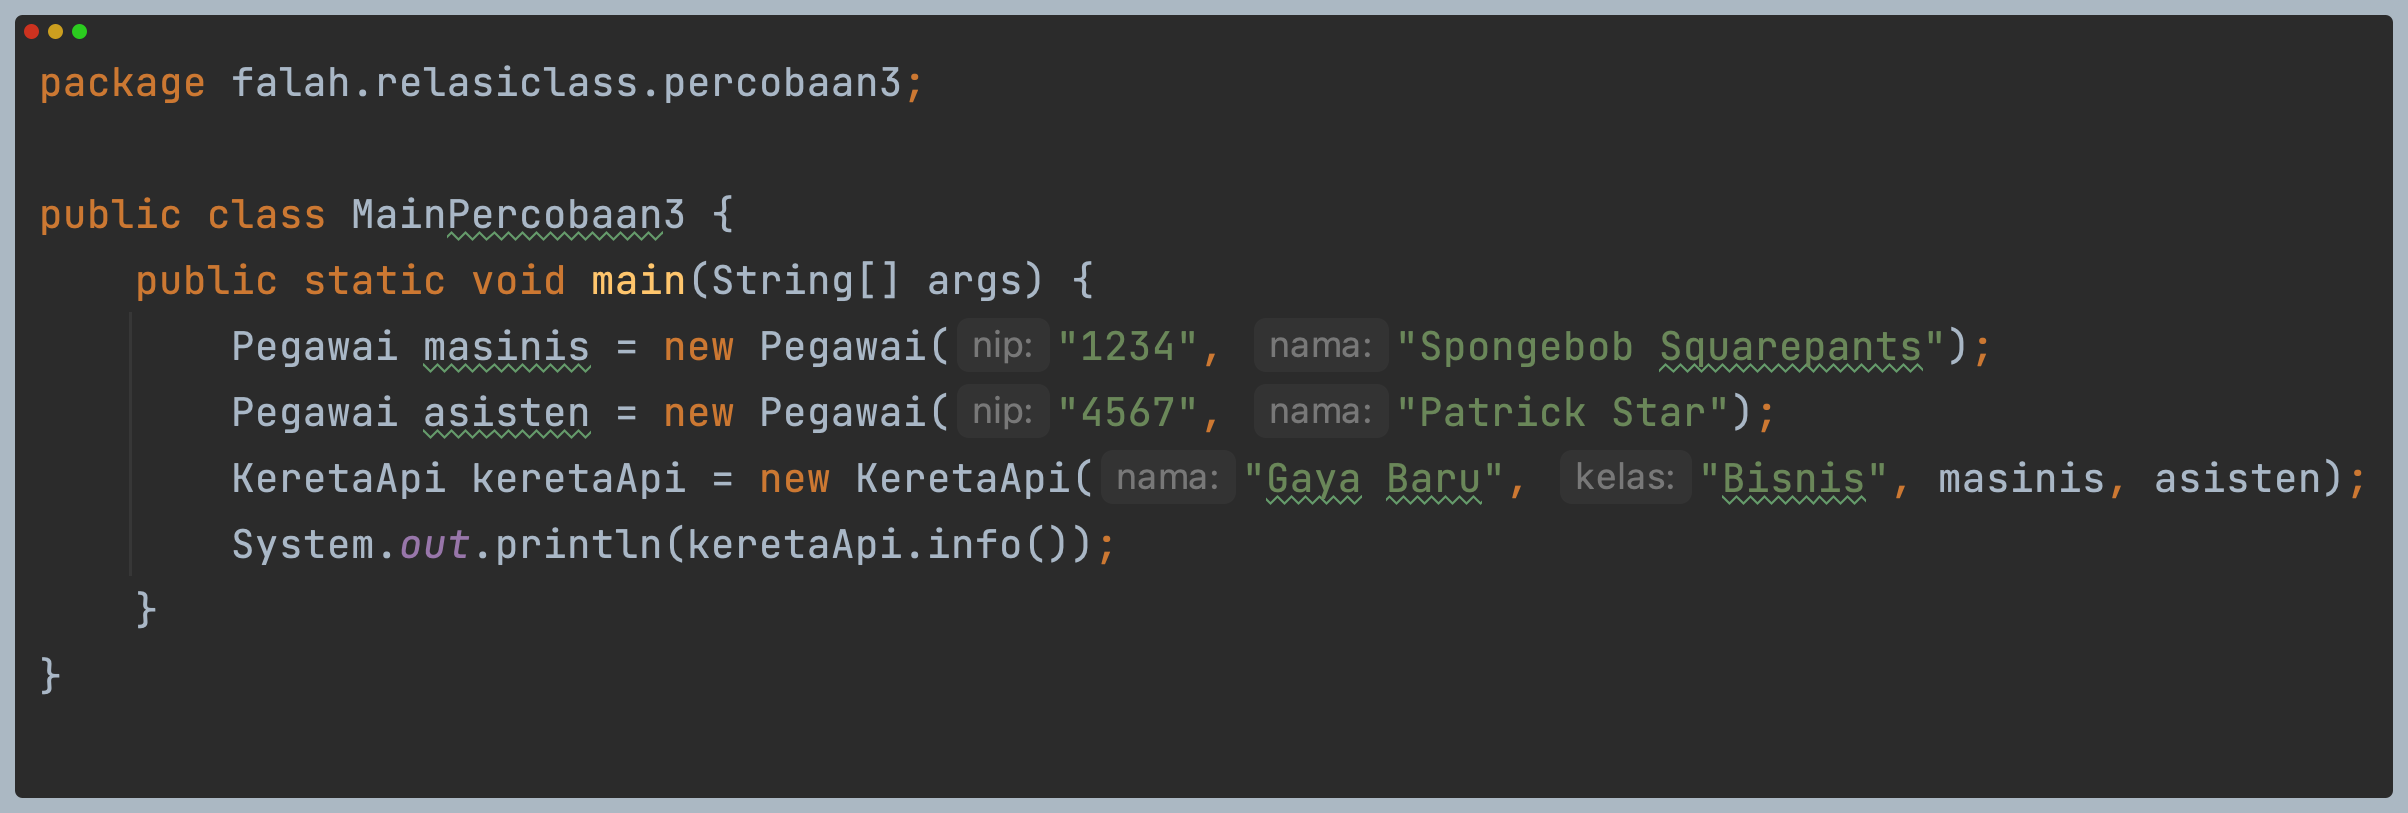 package falah.relasiclass.percobaan3;
public class MainPercobaan3 {
public static void main(String[] args) {
Pegawai masinis = new Pegawai( nip: "1234", nama: "Spongebob Squarepants");
Pegawai asisten = new Pegawai( nip: "4567", nama: "Patrick Star");
KeretaApi keretaApi = new KeretaApi( nama: "Gaya Baru", kelas: "Bisnis", masinis, asisten);
System.out.println(keretaApi.info());
}
}